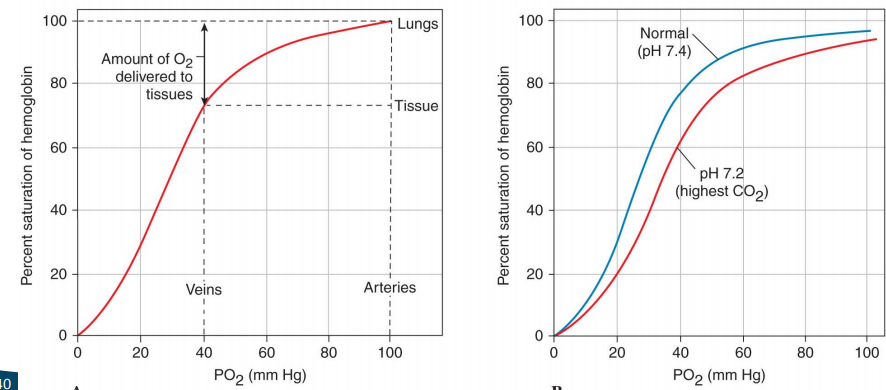 Percent saturation of hemoglobin
100
80
60
40
20
0
Amount of O2
delivered to
tissues
Lungs
Tissue
Veins
Arteries
0 20 40 60 80 100
PO2 (mm Hg)
A
Percent saturation of hemoglobin
100
80
60
40
20
0
Normal
(pH 7.4)
pH 7.2
(highest CO2)
0 20 40 60 80 100
PO2 (mm Hg)
B
40